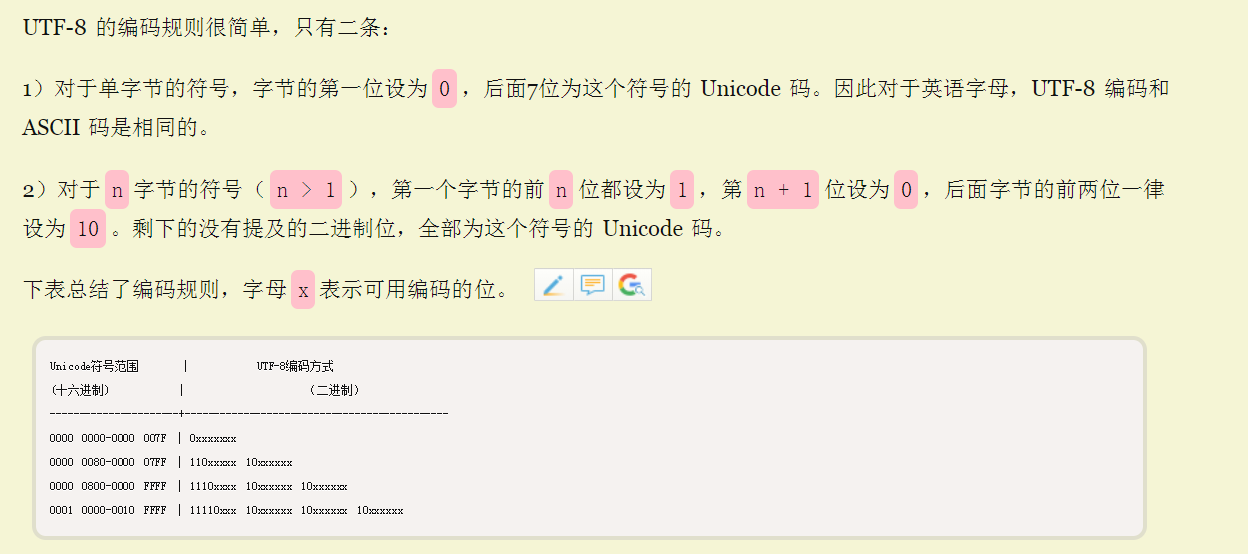 UTF-8 的编码规则很简单，只有二条：
1）对于单字节的符号，字节的第一位设为 0 ，后面7位为这个符号的 Unicode 码。因此对于英语字母，UTF-8 编码和
ASCII 码是相同的。
2）对于 n 字节的符号（ n > 1 ），第一个字节的前 n 位都设为 1 ，第 n + 1 位设为 0 ，后面字节的前两位一律
设为 10 。剩下的没有提及的二进制位，全部为这个符号的 Unicode 码。
下表总结了编码规则，字母 x 表示可用编码的位。
Unicode符号范围 | UTF-8编码方式
(十六进制) | （二进制）
----------------------+---------------------------------------------
0000 0000-0000 007F | 0xxxxxxx
0000 0080-0000 07FF | 110xxxxx 10xxxxxx
0000 0800-0000 FFFF | 1110xxxx 10xxxxxx 10xxxxxx
0001 0000-0010 FFFF | 11110xxx 10xxxxxx 10xxxxxx 10xxxxxx